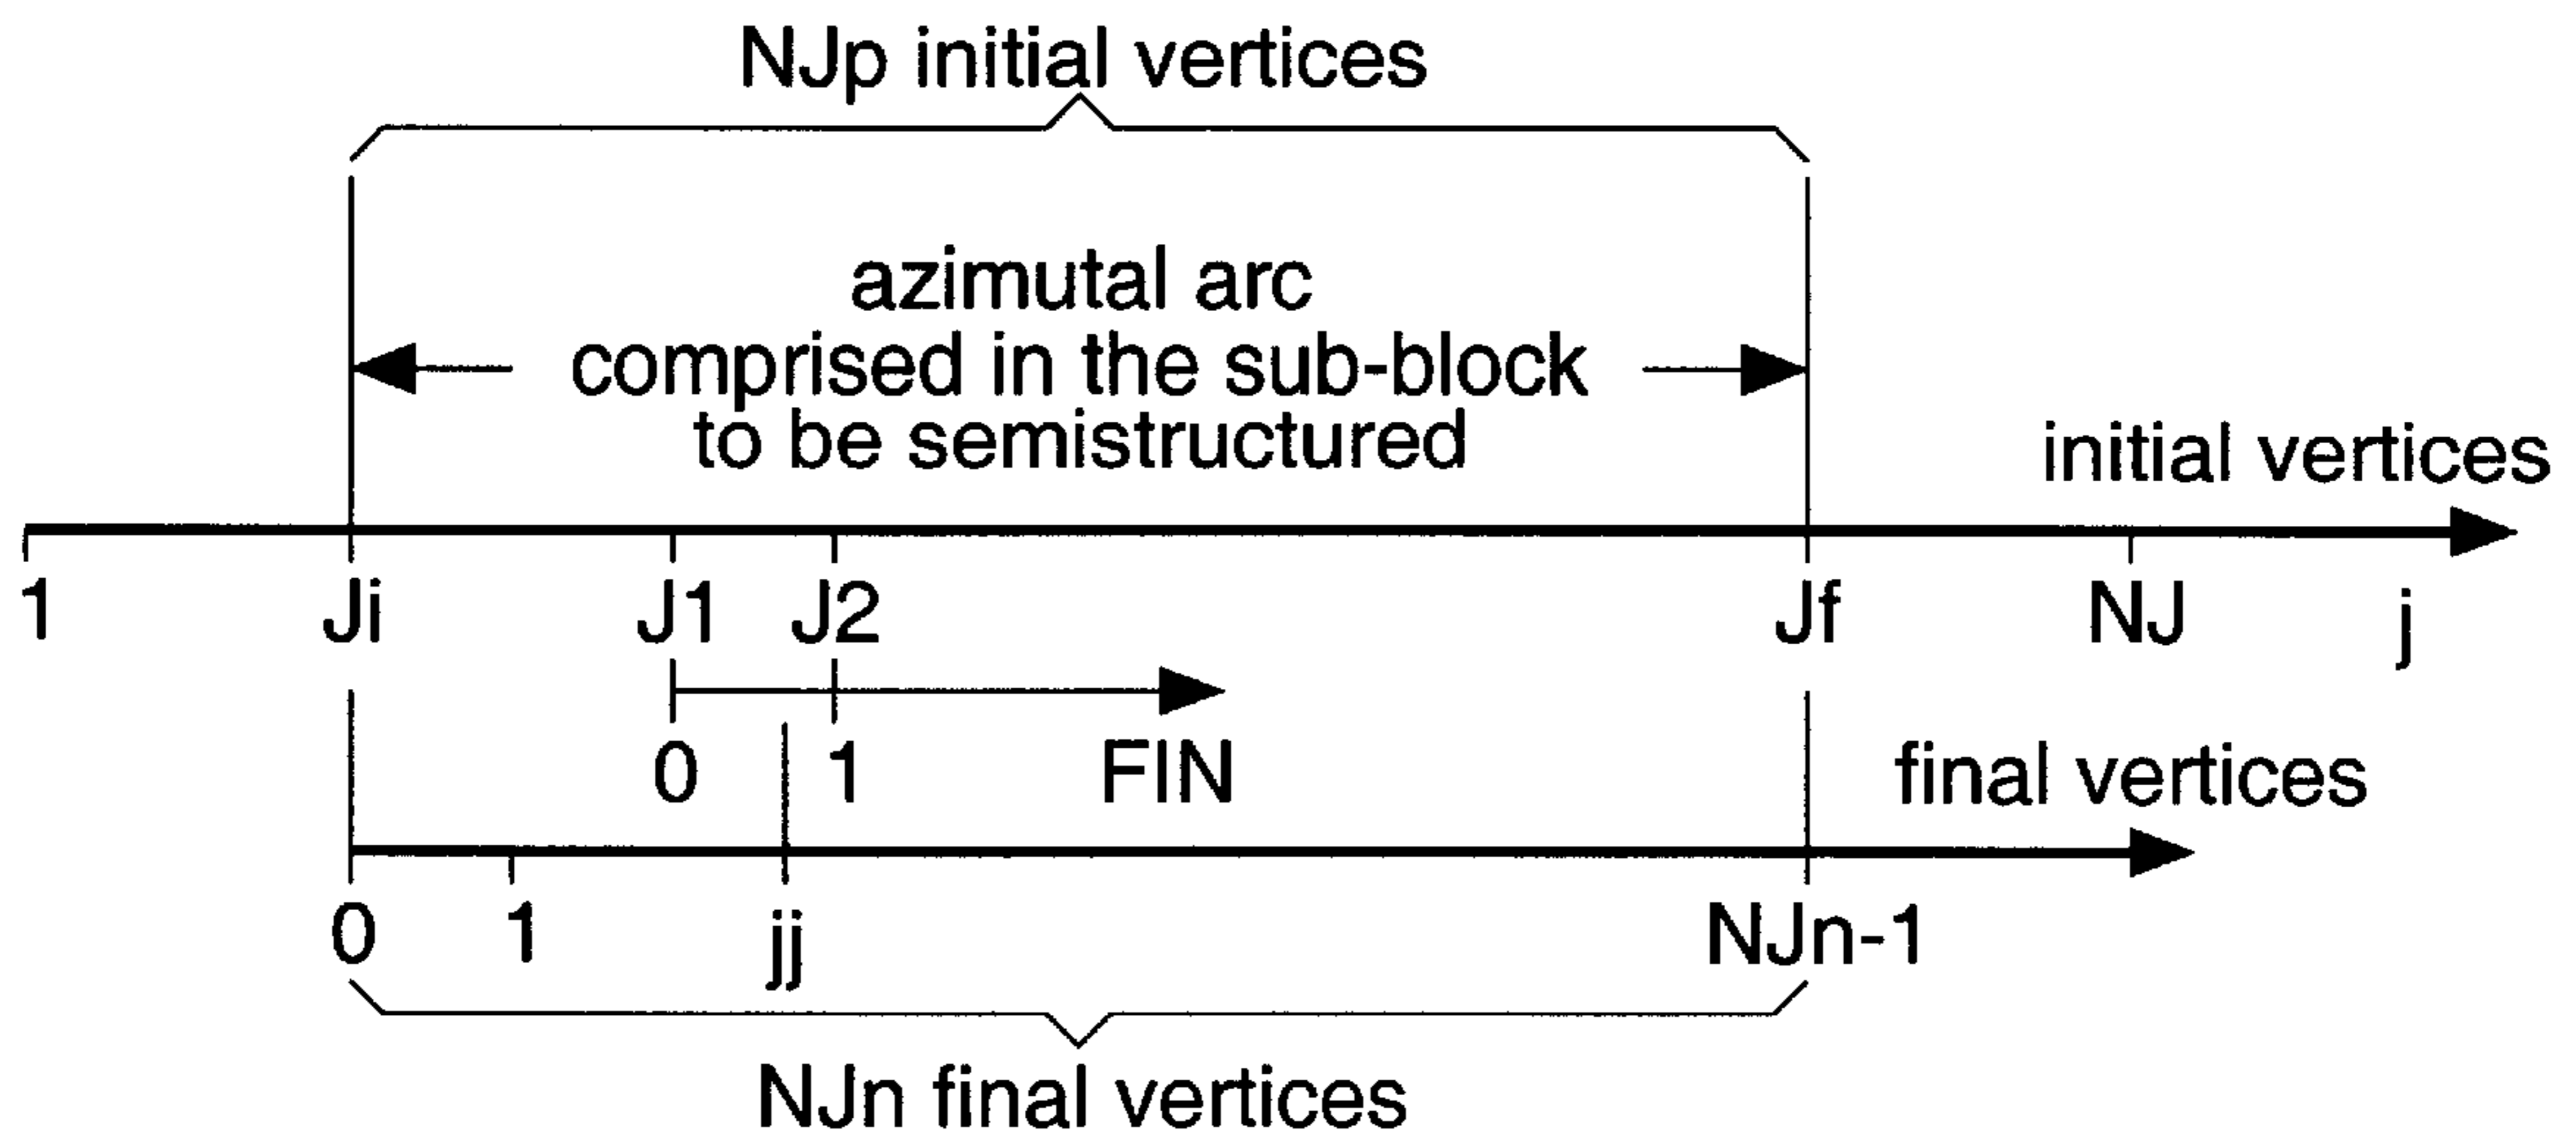 NJp initial vertices
azimutal arc
comprised in the sub-block
to be semistructured
initial vertices
1 Ji J1 J2 Jf NJ j
0 1 FIN
final vertices
0 1 jj NJn-1
NJn final vertices